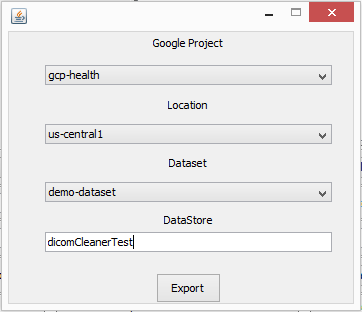 Google Project
gcp-health
Location
us-central1
Dataset
demo-dataset
DataStore
dicomCleanerTest
Export